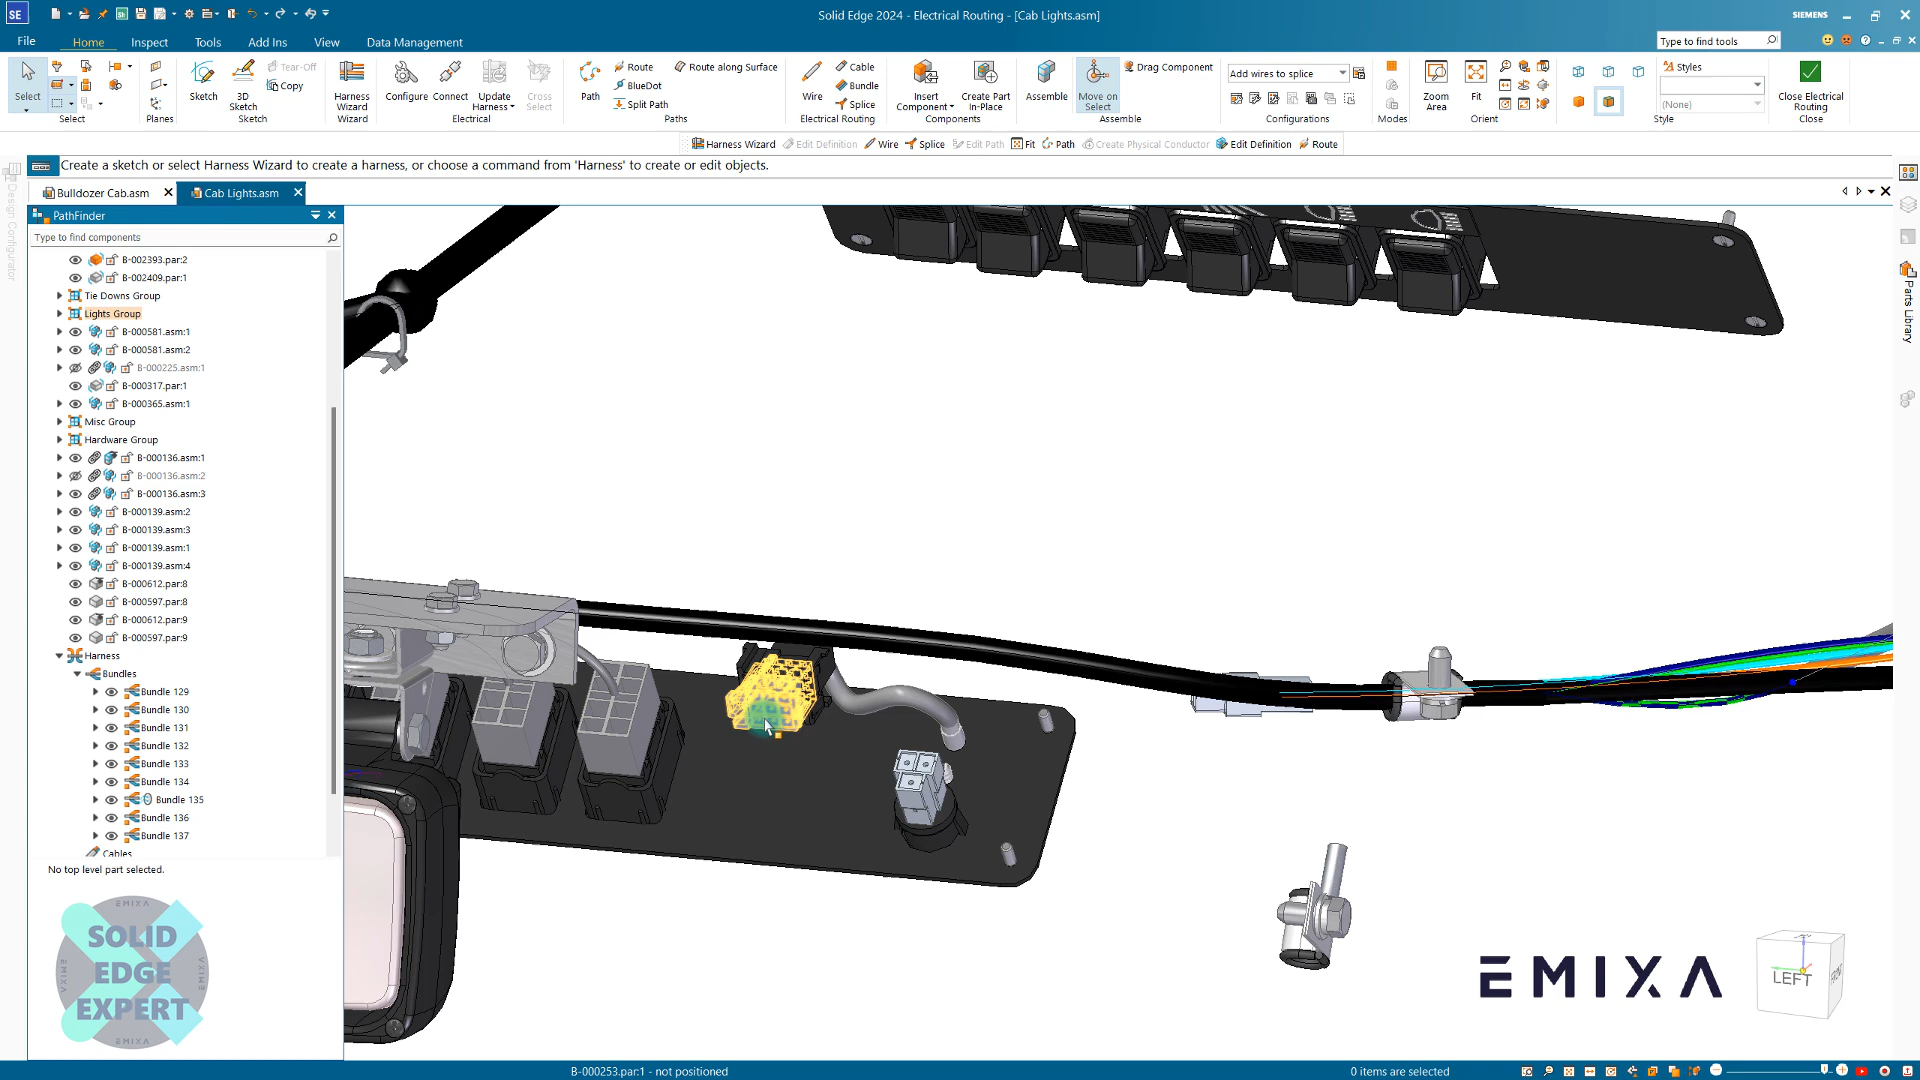 SE
Solid Edge 2024 - Electrical Routing - [Cab Lights.asm]
SIEMENS
File
Home
Inspect
Tools
Add Ins
View
Data Management
Type to find tools
Select
Select
Planes
Sketch
3D Sketch
Tear-Off
Copy
Sketch
Harness Wizard
Harness Wizard
Configure
Connect
Update Harness
Cross Select
Electrical
Path
Route
BlueDot
Split Path
Route along Surface
Paths
Wire
Cable
Bundle
Splice
Electrical Routing
Insert Component
Create Part In-Place
Components
Assemble
Move on Select
Drag Component
Assemble
Add wires to splice
Configurations
Modes
Zoom Area
Fit
Orient
Styles
(None)
Style
Close Electrical Routing
Close
Harness Wizard
Edit Definition
Wire
Splice
Edit Path
Fit
Path
Create Physical Conductor
Edit Definition
Route
Create a sketch or select Harness Wizard to create a harness, or choose a command from 'Harness' to create or edit objects.
Bulldozer Cab.asm
Cab Lights.asm
Design Configurator
PathFinder
Type to find components
B-002393.par:2
B-002409.par:1
Tie Downs Group
Lights Group
B-000581.asm:1
B-000581.asm:2
B-000225.asm:1
B-000317.par:1
B-000365.asm:1
Misc Group
Hardware Group
B-000136.asm:1
B-000136.asm:2
B-000136.asm:3
B-000139.asm:2
B-000139.asm:3
B-000139.asm:1
B-000139.asm:4
B-000612.par:8
B-000597.par:8
B-000612.par:9
B-000597.par:9
Harness
Bundles
Bundle 129
Bundle 130
Bundle 131
Bundle 132
Bundle 133
Bundle 134
Bundle 135
Bundle 136
Bundle 137
Cables
No top level part selected.
EMIXA
SOLID
EDGE
EXPERT
EMIXA
EMIXA
EMIXA
Parts Library
EMIXA
LEFT
B-000253.par:1 - not positioned
0 items are selected